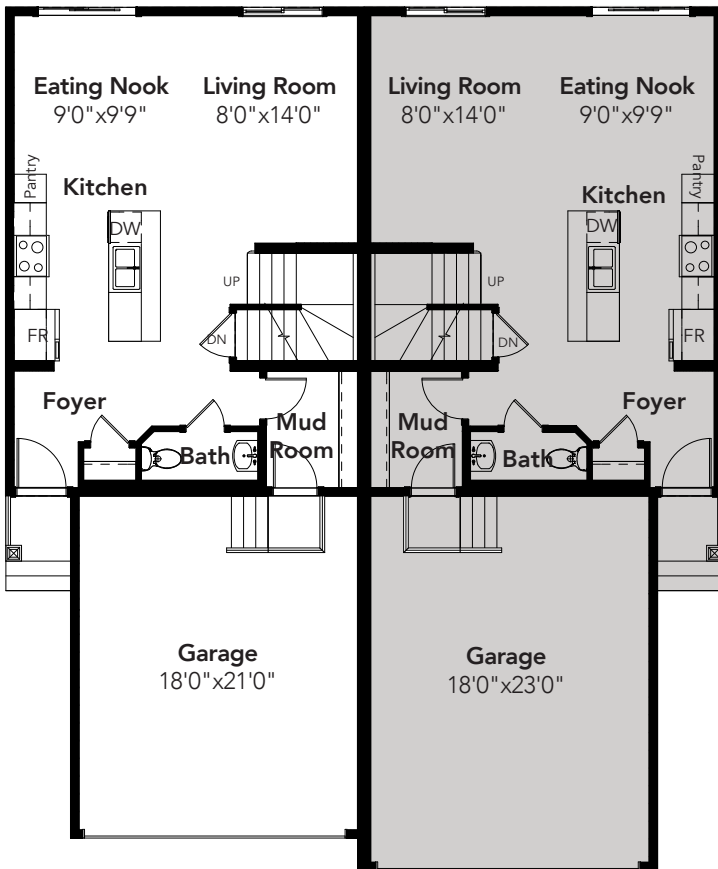 Eating Nook
9'0"x9'9"
Living Room
8'0"x14'0"
Living Room
8'0"x14'0"
Eating Nook
9'0"x9'9"
Pantry
Kitchen
Kitchen
Pantry
DW
DW
UP
UP
FR
DN
DN
FR
Foyer
Mud
Room
Bath
Mud
Room
Bath
Foyer
Garage
18'0"x21'0"
Garage
18'0"x23'0"